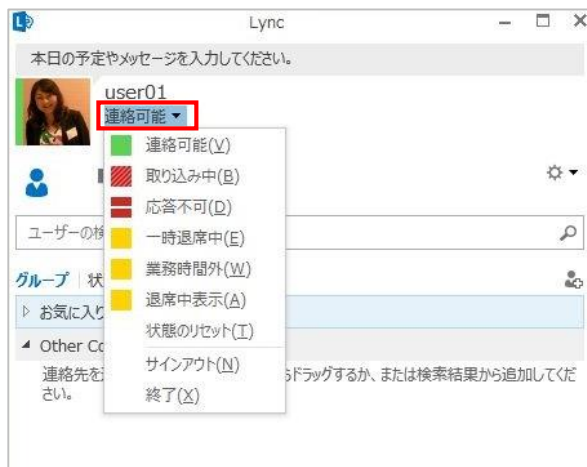 Lync
本日の予定やメッセージを入力してください。
user01
連絡可能
連絡可能(V)
取り込み中(B)
応答不可(D)
ユーザーの検
一時退席中(E)
業務時間外(W)
グループ 状
退席中表示(A)
お気に入り
状態のリセット(T)
Other Co
サインアウト(N)
連絡先を らドラッグするか、または検索結果から追加してくだ
さい。
終了(X)